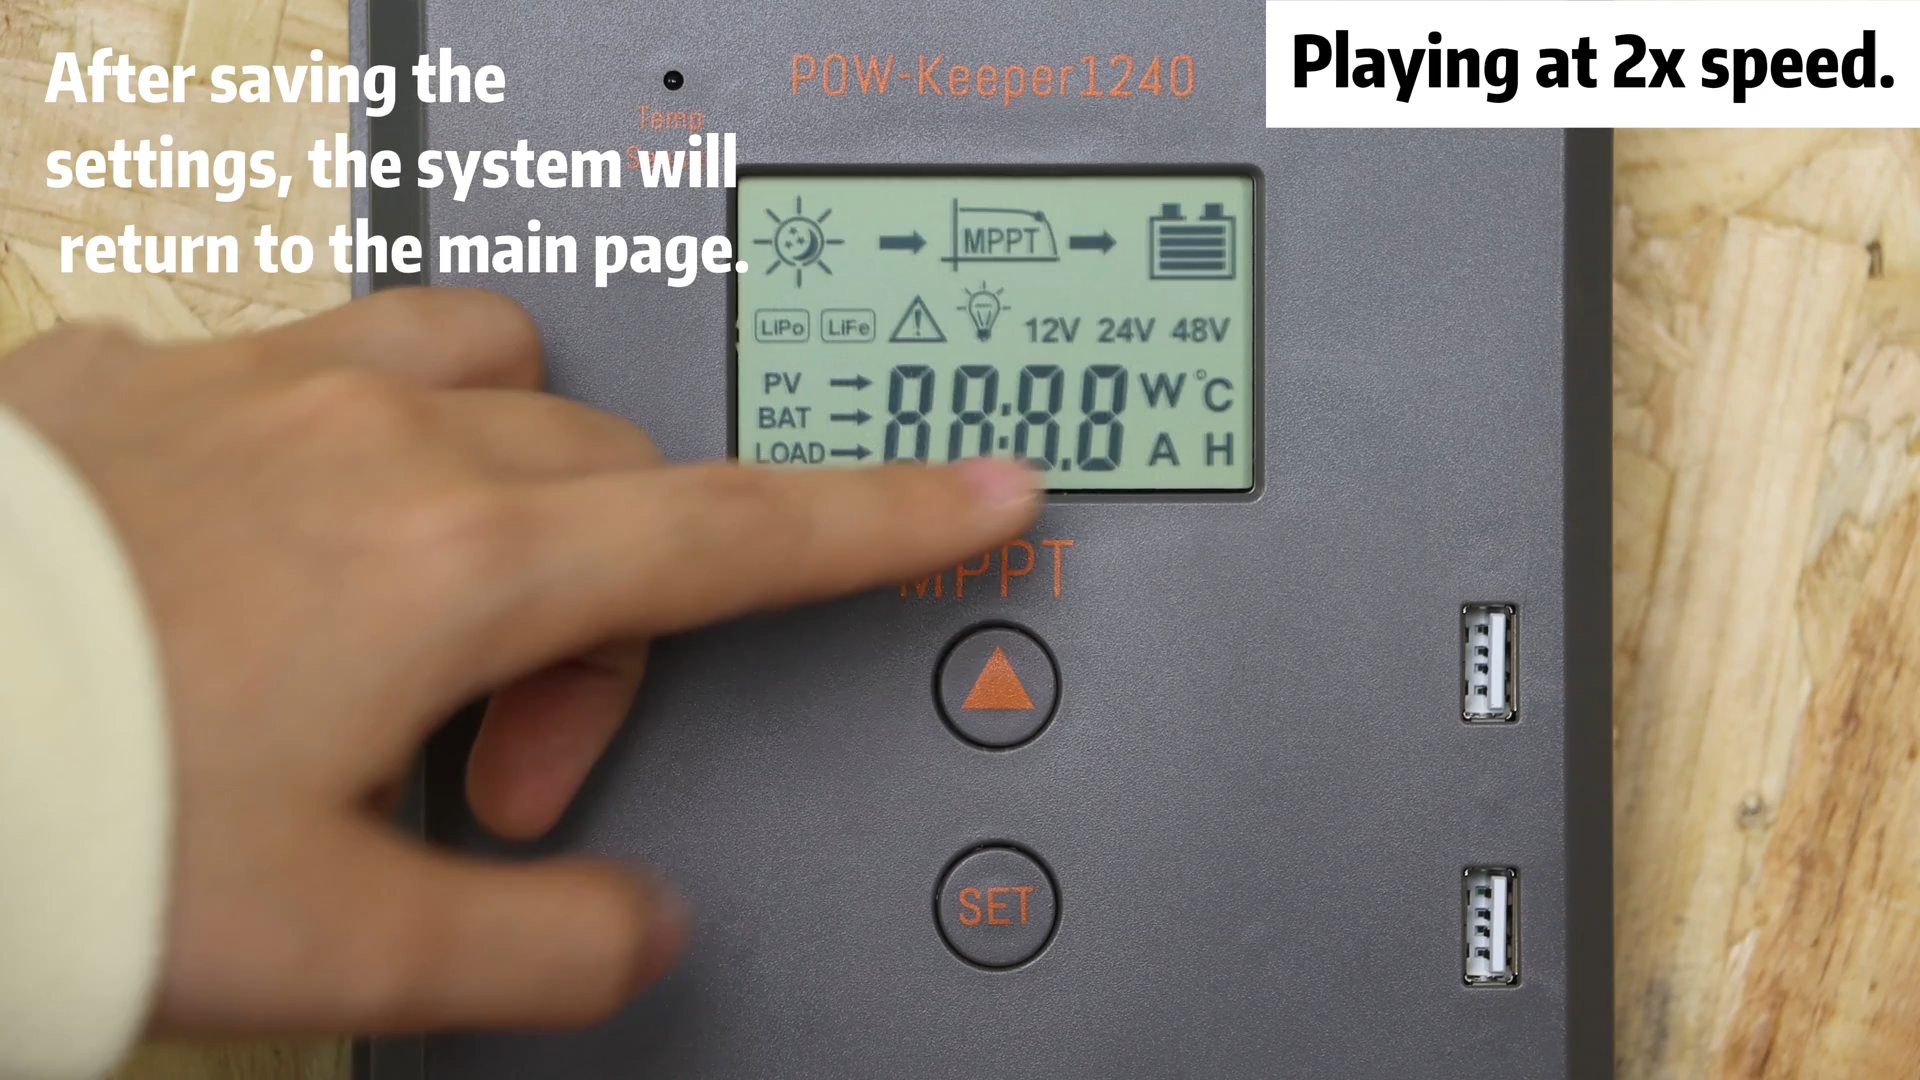 After saving the
settings, the system will
return to the main page.
Playing at 2x speed.
POW-Keeper1240
Temp
MPPT
LiPo LiFe 12V 24V 48V
PV 88:8.8 W °C
BAT
LOAD A H
MPPT
SET